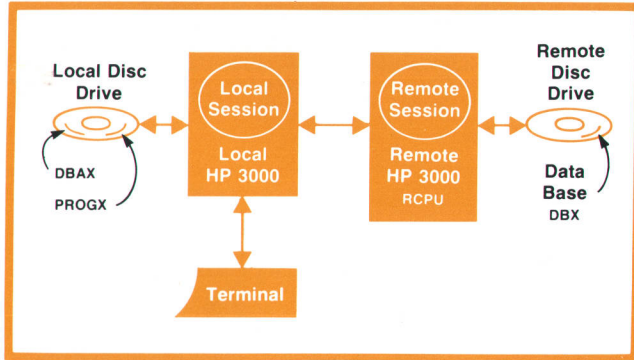 Local Disc
Drive
DBAX
PROGX
Local
Session
Local
HP 3000
Terminal
Remote
Session
Remote
HP 3000
RCPU
Remote
Disc
Drive
Data
Base
DBX